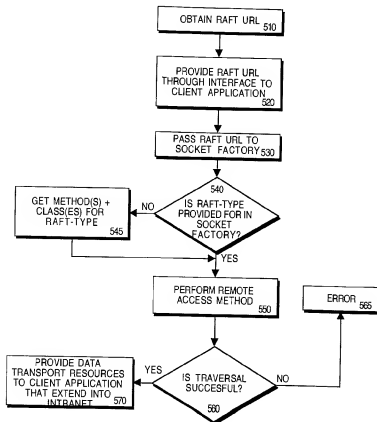 OBTAIN RAFT URL
510
PROVIDE RAFT URL
THROUGH INTERFACE TO
CLIENT APPLICATION
520
PASS RAFT URL TO
SOCKET FACTORY
530
540
IS RAFT-TYPE
PROVIDED FOR IN
SOCKET
FACTORY?
NO
GET METHOD(S) +
CLASS(ES) FOR
RAFT-TYPE
545
YES
PERFORM REMOTE
ACCESS METHOD
550
ERROR
565
IS TRAVERSAL
SUCCESFUL?
560
YES
NO
PROVIDE DATA
TRANSPORT RESOURCES
TO CLIENT APPLICATION
THAT EXTEND INTO
INTRANET
570